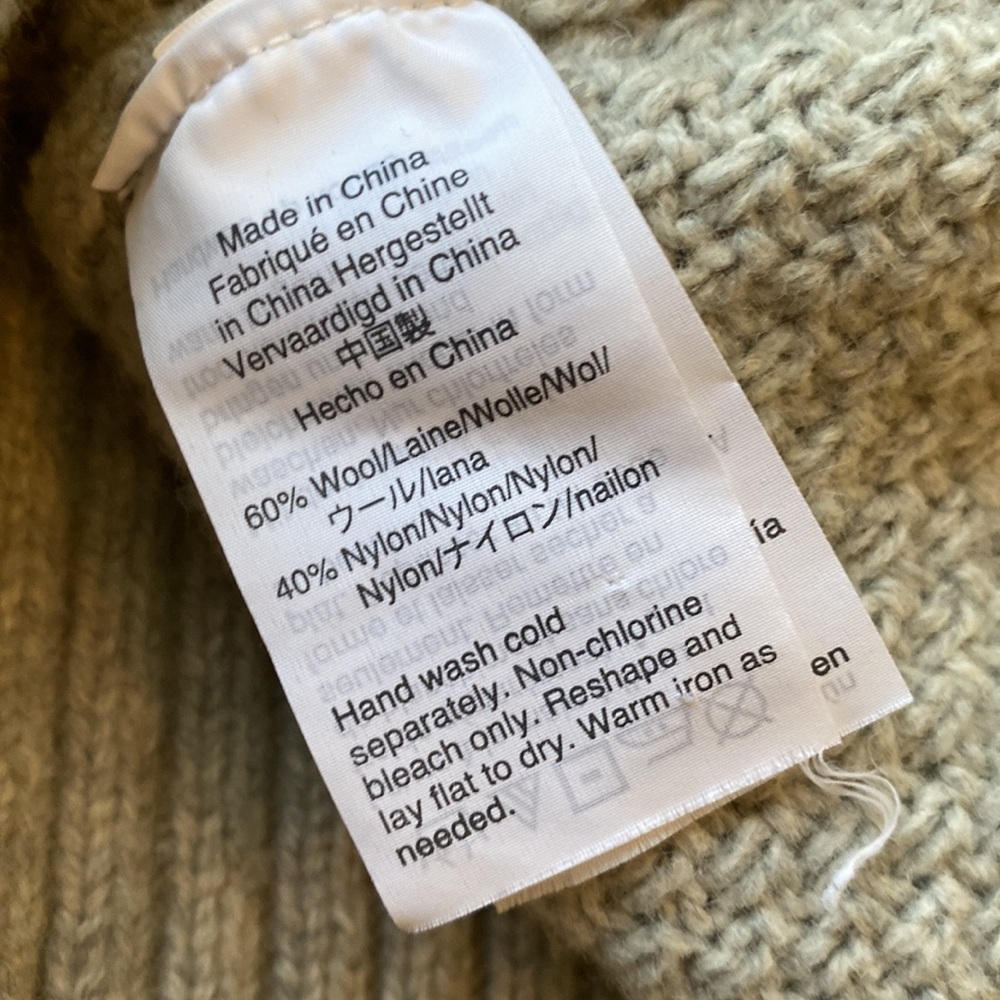 Made in China
Fabriqué en Chine
in China Hergestellt
Vervaardigd in China
中国製
Hecho en China
60% Wool/Laine/Wolle/Wol/
ウール/lana
40% Nylon/Nylon/Nylon/
Nylon/ナイロン/nailon
Hand wash cold
separately. Non-chlorine
bleach only. Reshape and
lay flat to dry. Warm iron as
needed.
ía
en